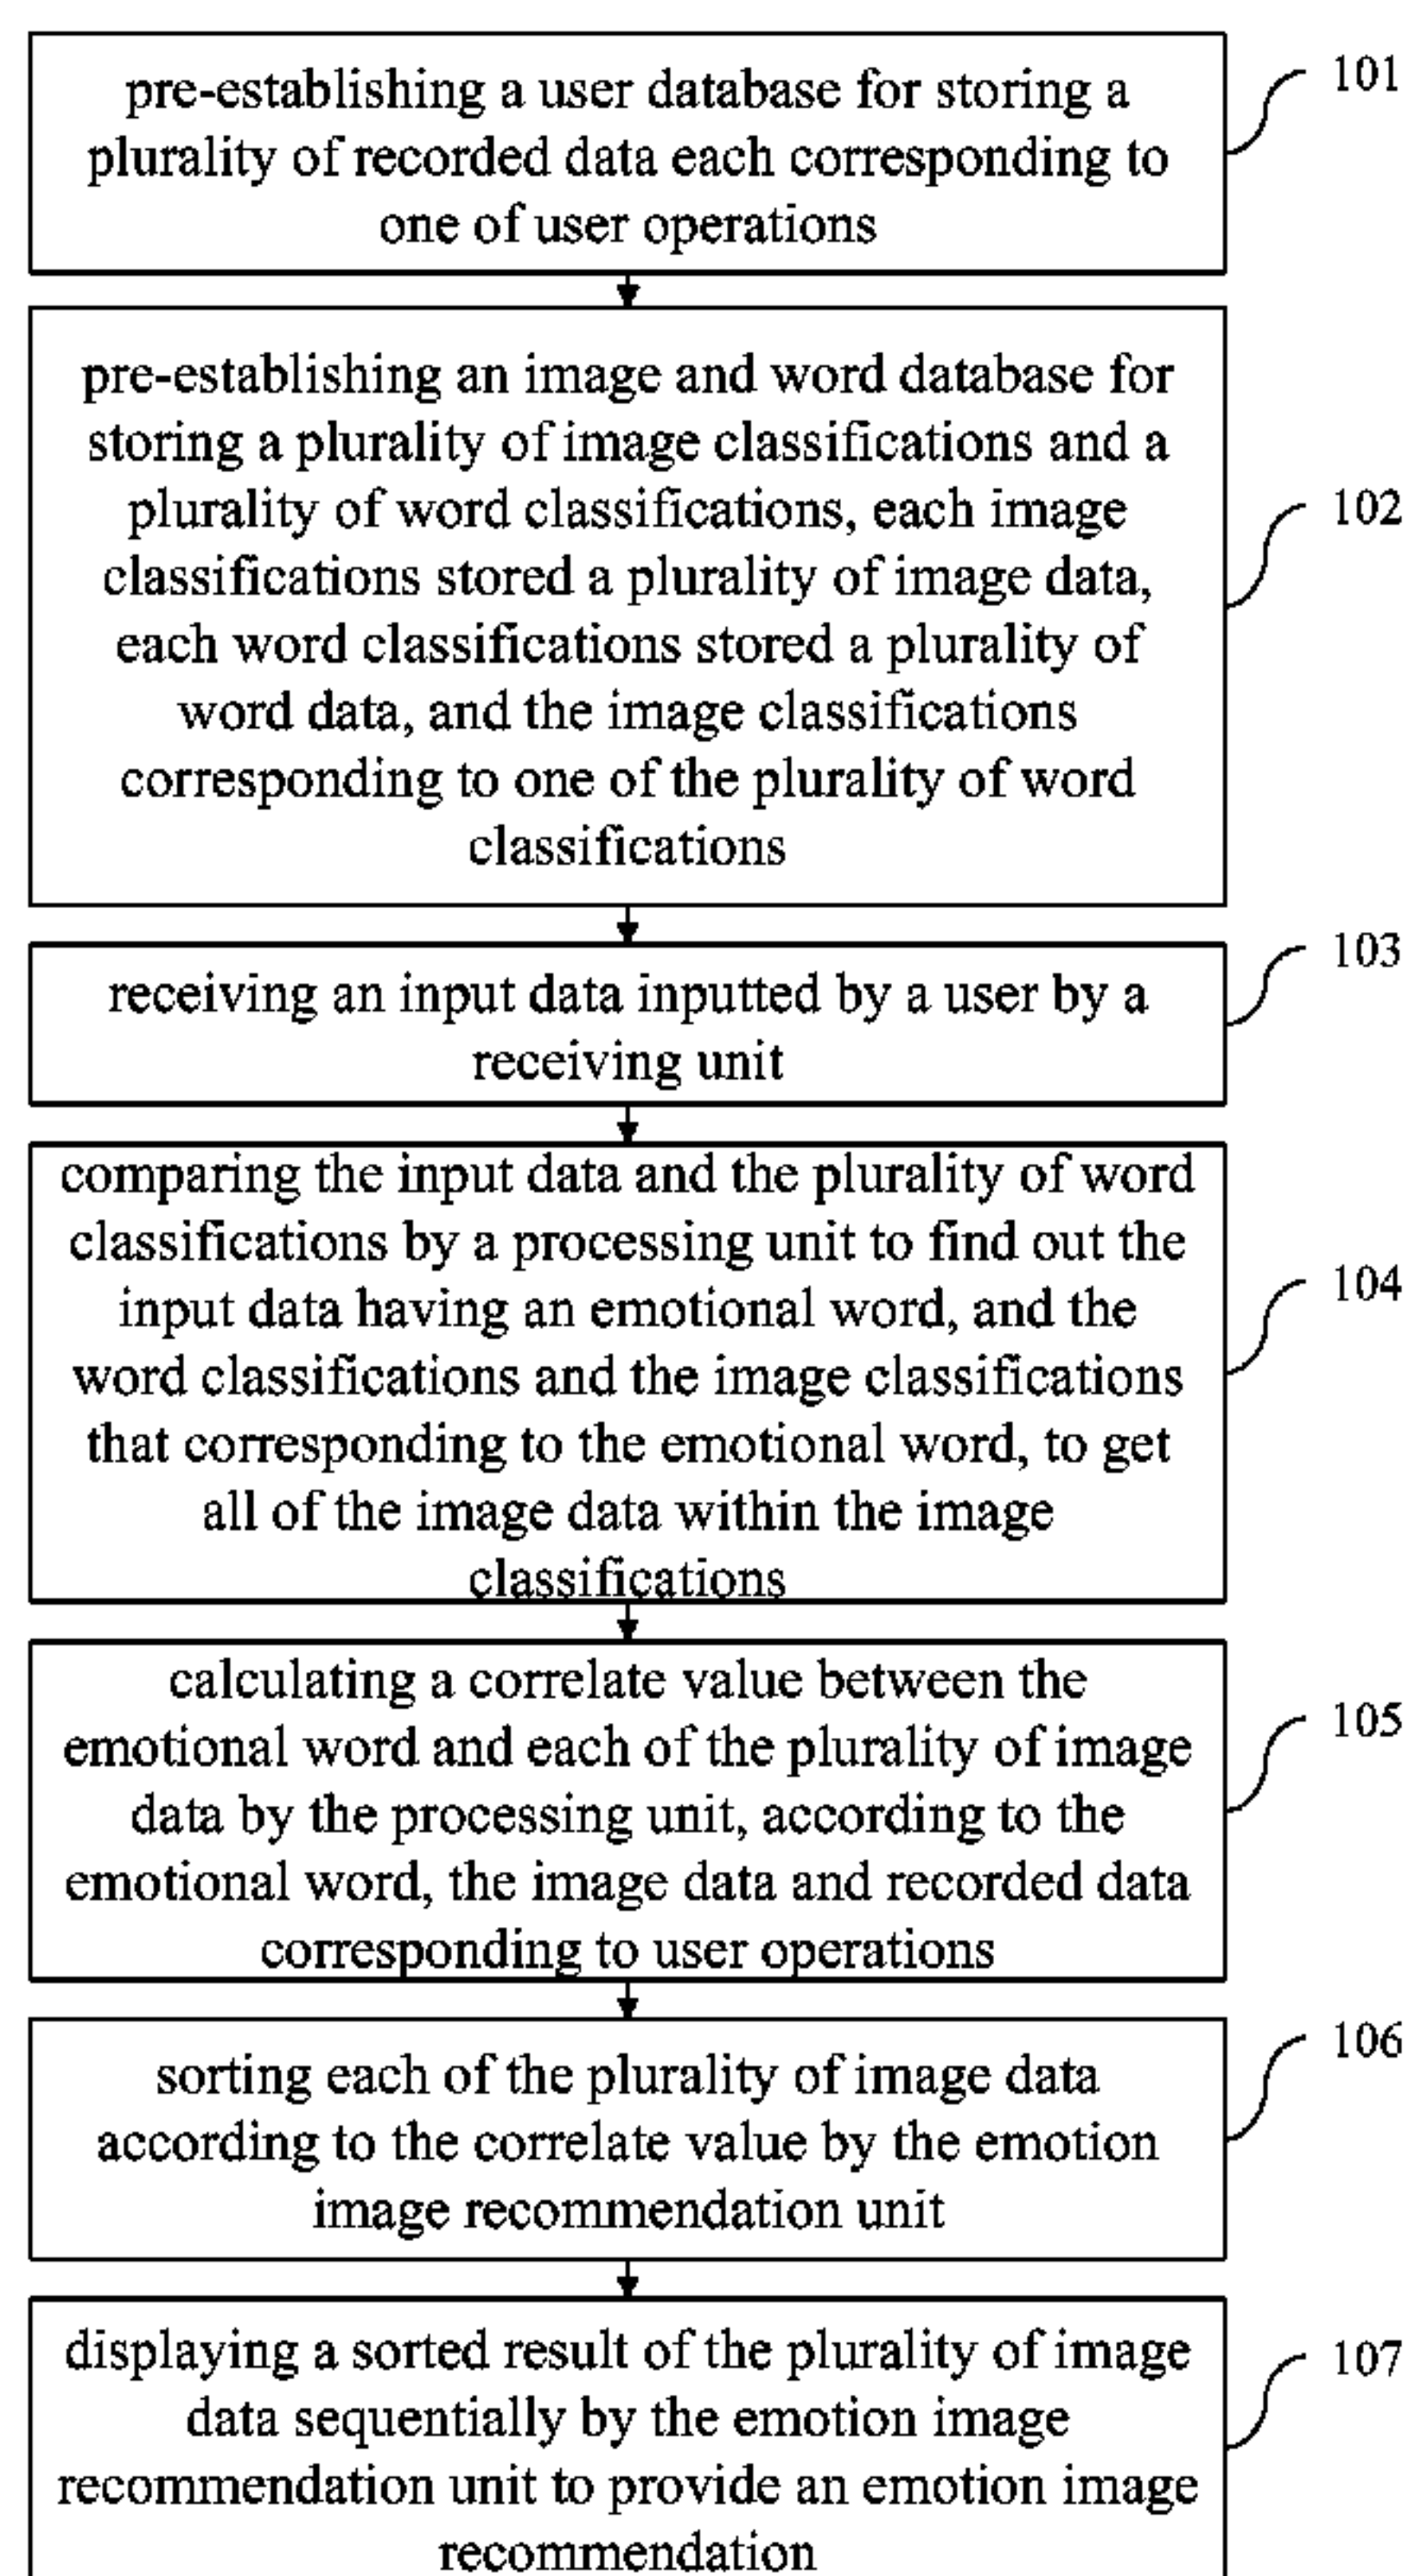 pre-establishing a user database for storing a
plurality of recorded data each corresponding to
one of user operations
101
pre-establishing an image and word database for
storing a plurality of image classifications and a
plurality of word classifications, each image
classifications stored a plurality of image data,
each word classifications stored a plurality of
word data, and the image classifications
corresponding to one of the plurality of word
classifications
102
receiving an input data inputted by a user by a
receiving unit
103
comparing the input data and the plurality of word
classifications by a processing unit to find out the
input data having an emotional word, and the
word classifications and the image classifications
that corresponding to the emotional word, to get
all of the image data within the image
classifications
104
calculating a correlate value between the
emotional word and each of the plurality of image
data by the processing unit, according to the
emotional word, the image data and recorded data
corresponding to user operations
105
sorting each of the plurality of image data
according to the correlate value by the emotion
image recommendation unit
106
displaying a sorted result of the plurality of image
data sequentially by the emotion image
recommendation unit to provide an emotion image
recommendation
107